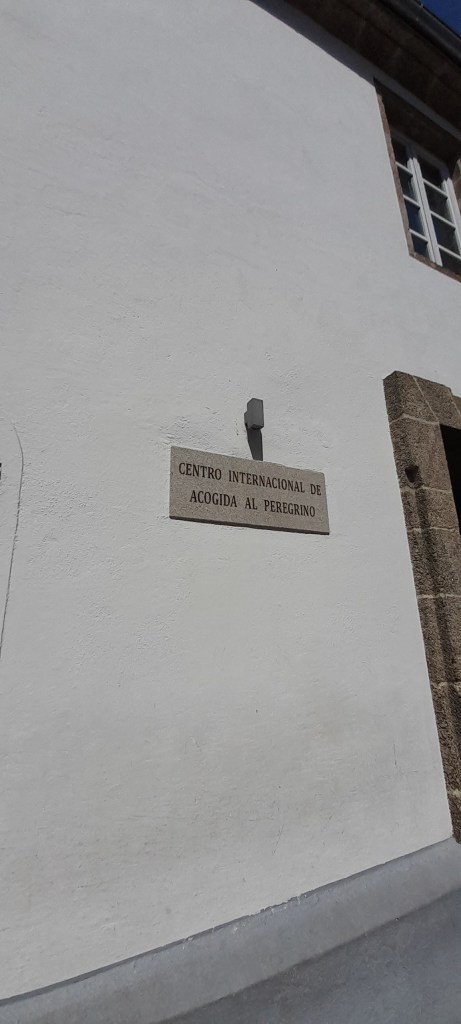 CENTRO INTERNACIONAL DE
ACOGIDA AL PEREGRINO